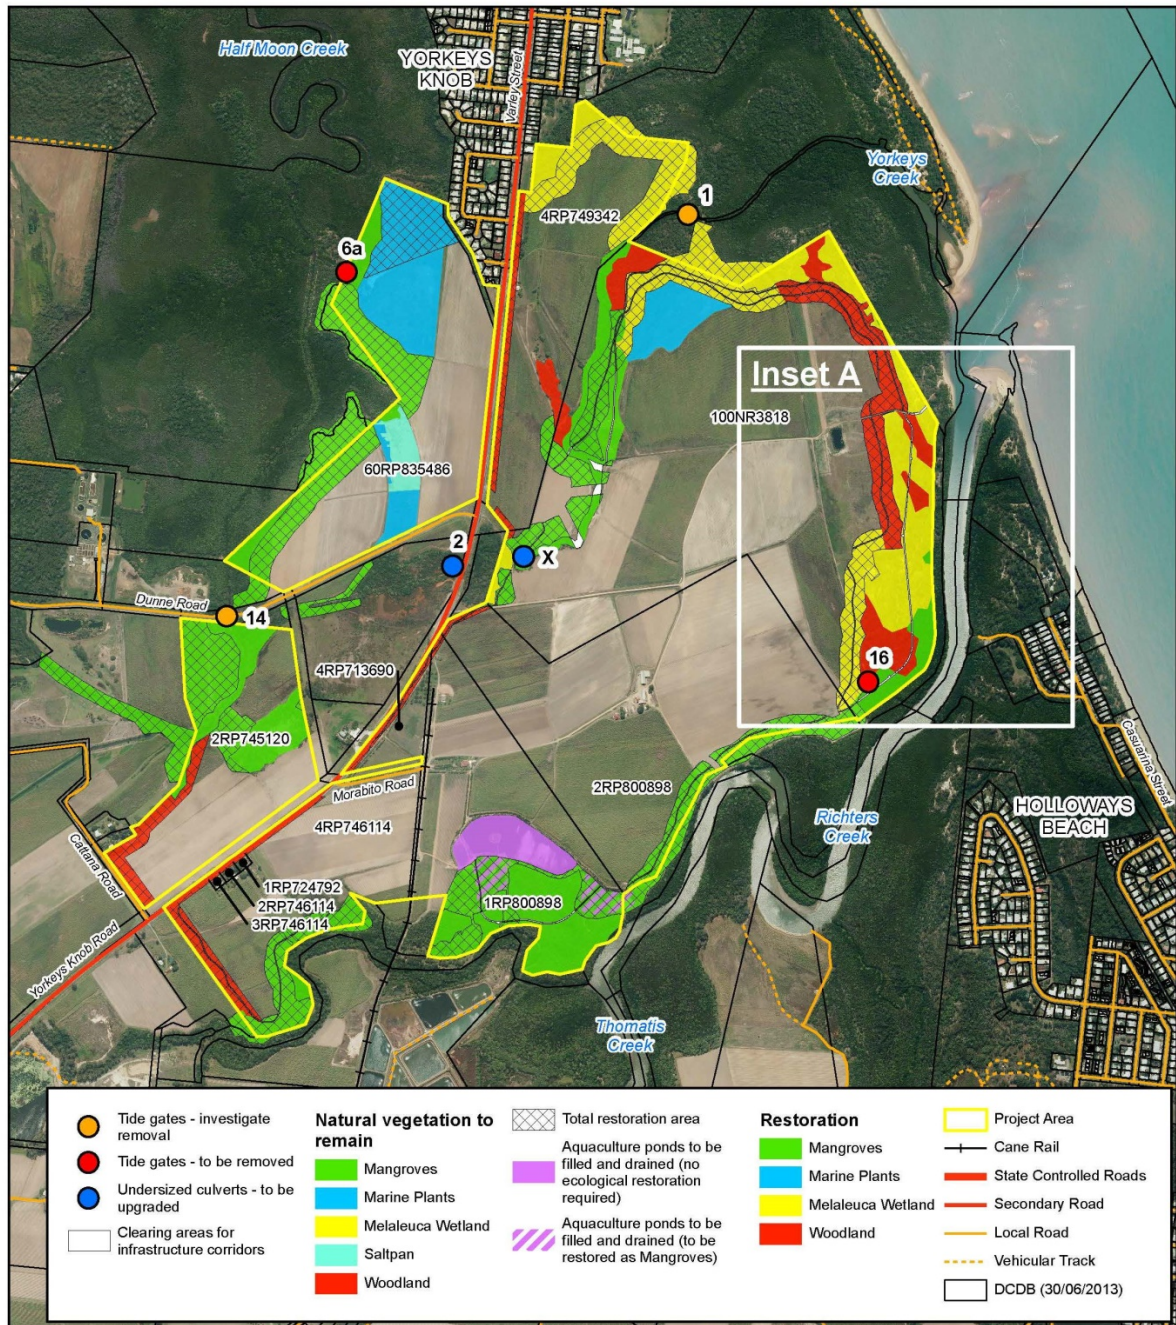 Half Moon Creek
YORKEYS
KNOB
Varley Street
Yorkeys
Creek
1
4RP749342
6a
Inset A
100NR3818
60RP835486
2
X
Dunne Road
14
4RP713690
16
2RP745120
Casuarina Street
Morabito Road
2RP800898
4RP746114
Richters
Creek
HOLLOWAYS
BEACH
Cattana Road
1RP724792
2RP746114
3RP746114
1RP800898
Yorkeys Knob Road
Thomatis
Creek
Tide gates - investigate
removal
Tide gates - to be removed
Undersized culverts - to be
upgraded
Clearing areas for
infrastructure corridors
Natural vegetation to
remain
Mangroves
Marine Plants
Melaleuca Wetland
Saltpan
Woodland
Total restoration area
Aquaculture ponds to be
filled and drained (no
ecological restoration
required)
Aquaculture ponds to be
filled and drained (to be
restored as Mangroves)
Restoration
Mangroves
Marine Plants
Melaleuca Wetland
Woodland
Project Area
Cane Rail
State Controlled Roads
Secondary Road
Local Road
Vehicular Track
DCDB (30/06/2013)